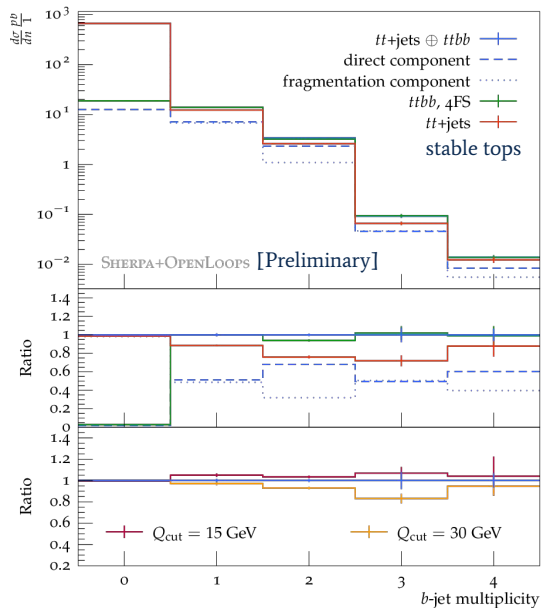 dσ/dn pb/1
10³
10²
10¹
1
10⁻¹
10⁻²
tt+jets ⊕ ttbb
direct component
fragmentation component
ttbb, 4FS
tt+jets
stable tops
SHERPA+OPENLOOPS [Preliminary]
Ratio
1.4
1.2
1
0.8
0.6
0.4
0.2
0
Ratio
1.4
1.2
1
0.8
0.6
0.4
0.2
Qcut = 15 GeV
Qcut = 30 GeV
0 1 2 3 4
b-jet multiplicity